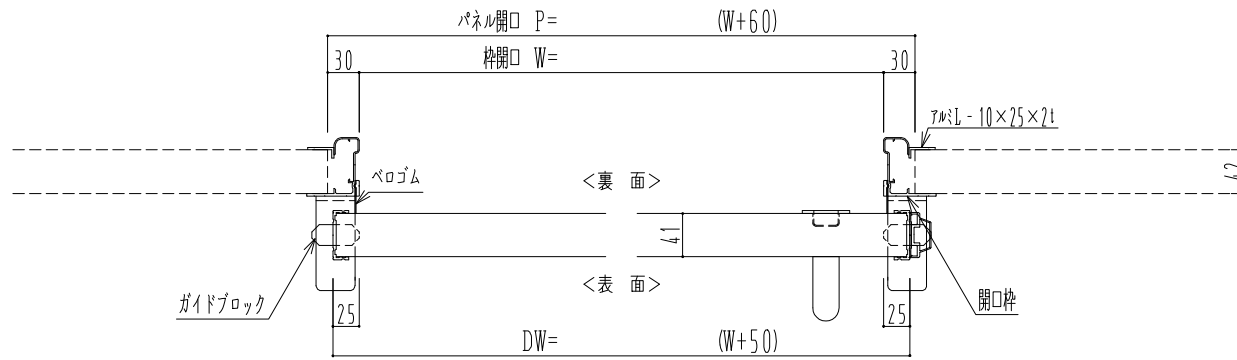 パネル開口 P= (W+60)
30 枠開口 W= 30
アルミL - 10×25×2t
ベロゴム
<裏 面>
42
41
<表 面>
ガイドブロック
開口枠
25 25
DW= (W+50)